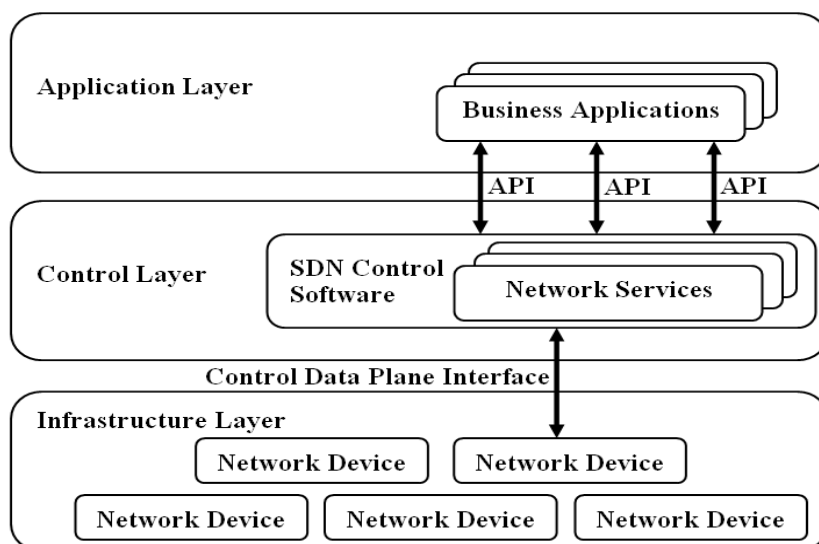 Application Layer
Business Applications
API
API
API
Control Layer
SDN Control
Software
Network Services
Control Data Plane Interface
Infrastructure Layer
Network Device
Network Device
Network Device
Network Device
Network Device